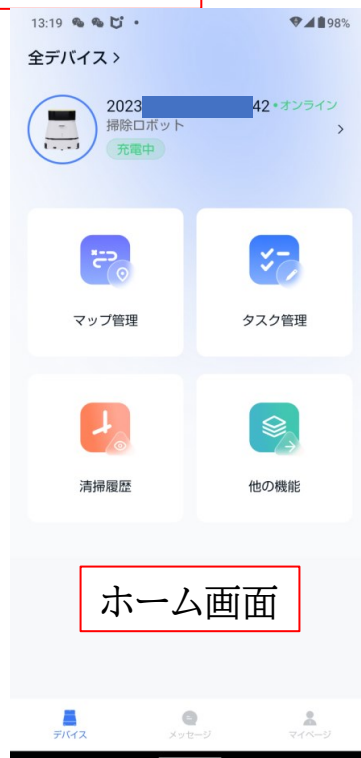 13:19
98%
全デバイス >
2023 42 •オンライン
掃除ロボット
充電中
マップ管理
タスク管理
清掃履歴
他の機能
ホーム画面
デバイス
メッセージ
マイページ